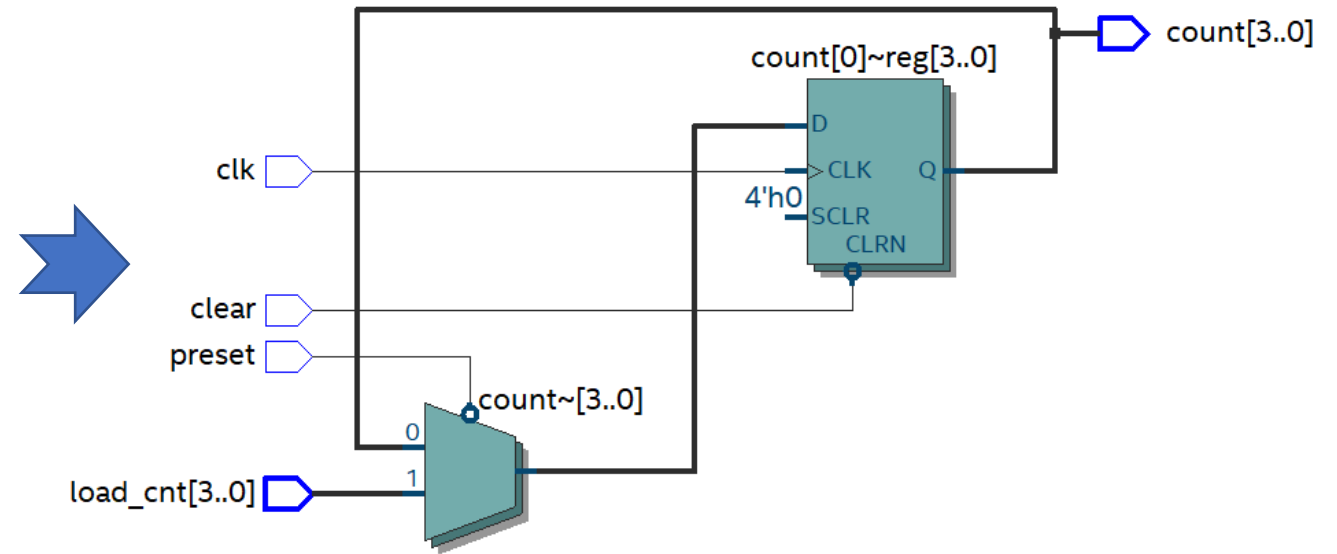 count[3..0]
count[0]~reg[3..0]
D
clk
CLK
Q
4'h0
SCLR
CLRN
clear
preset
count~[3..0]
0
1
load_cnt[3..0]